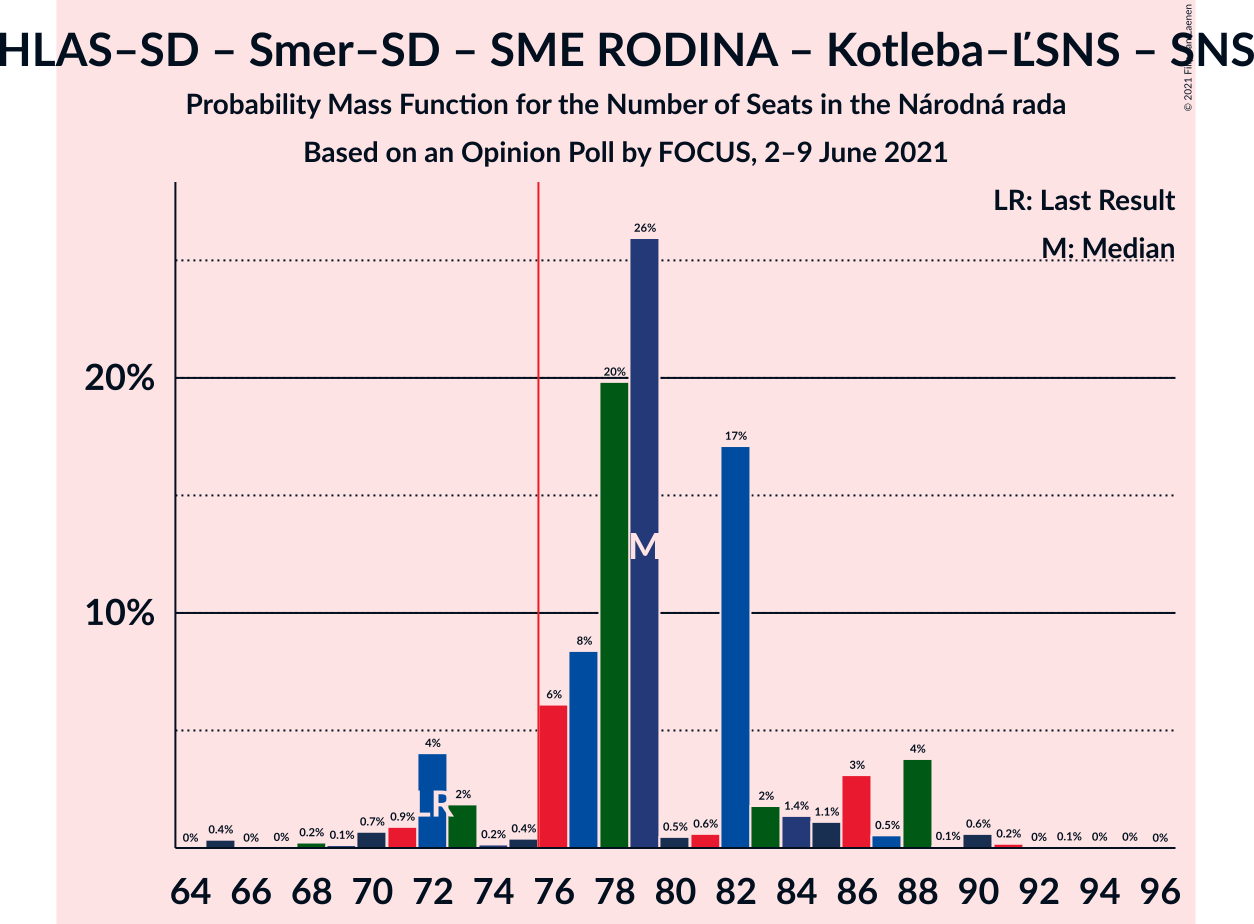 HLAS–SD – Smer–SD – SME RODINA – Kotleba–ĽSNS – SNS
Probability Mass Function for the Number of Seats in the Národná rada
Based on an Opinion Poll by FOCUS, 2–9 June 2021
© 2021
LR: Last Result
M: Median
20%
10%
0% 0.4% 0% 0% 0.2% 0.1% 0.7% 0.9% 4% 2% 0.2% 0.4% 6% 8% 20% 26% 0.5% 0.6% 17% 2% 1.4% 1.1% 3% 0.5% 4% 0.1% 0.6% 0.2% 0% 0.1% 0% 0% 0%
LR
M
64 66 68 70 72 74 76 78 80 82 84 86 88 90 92 94 96